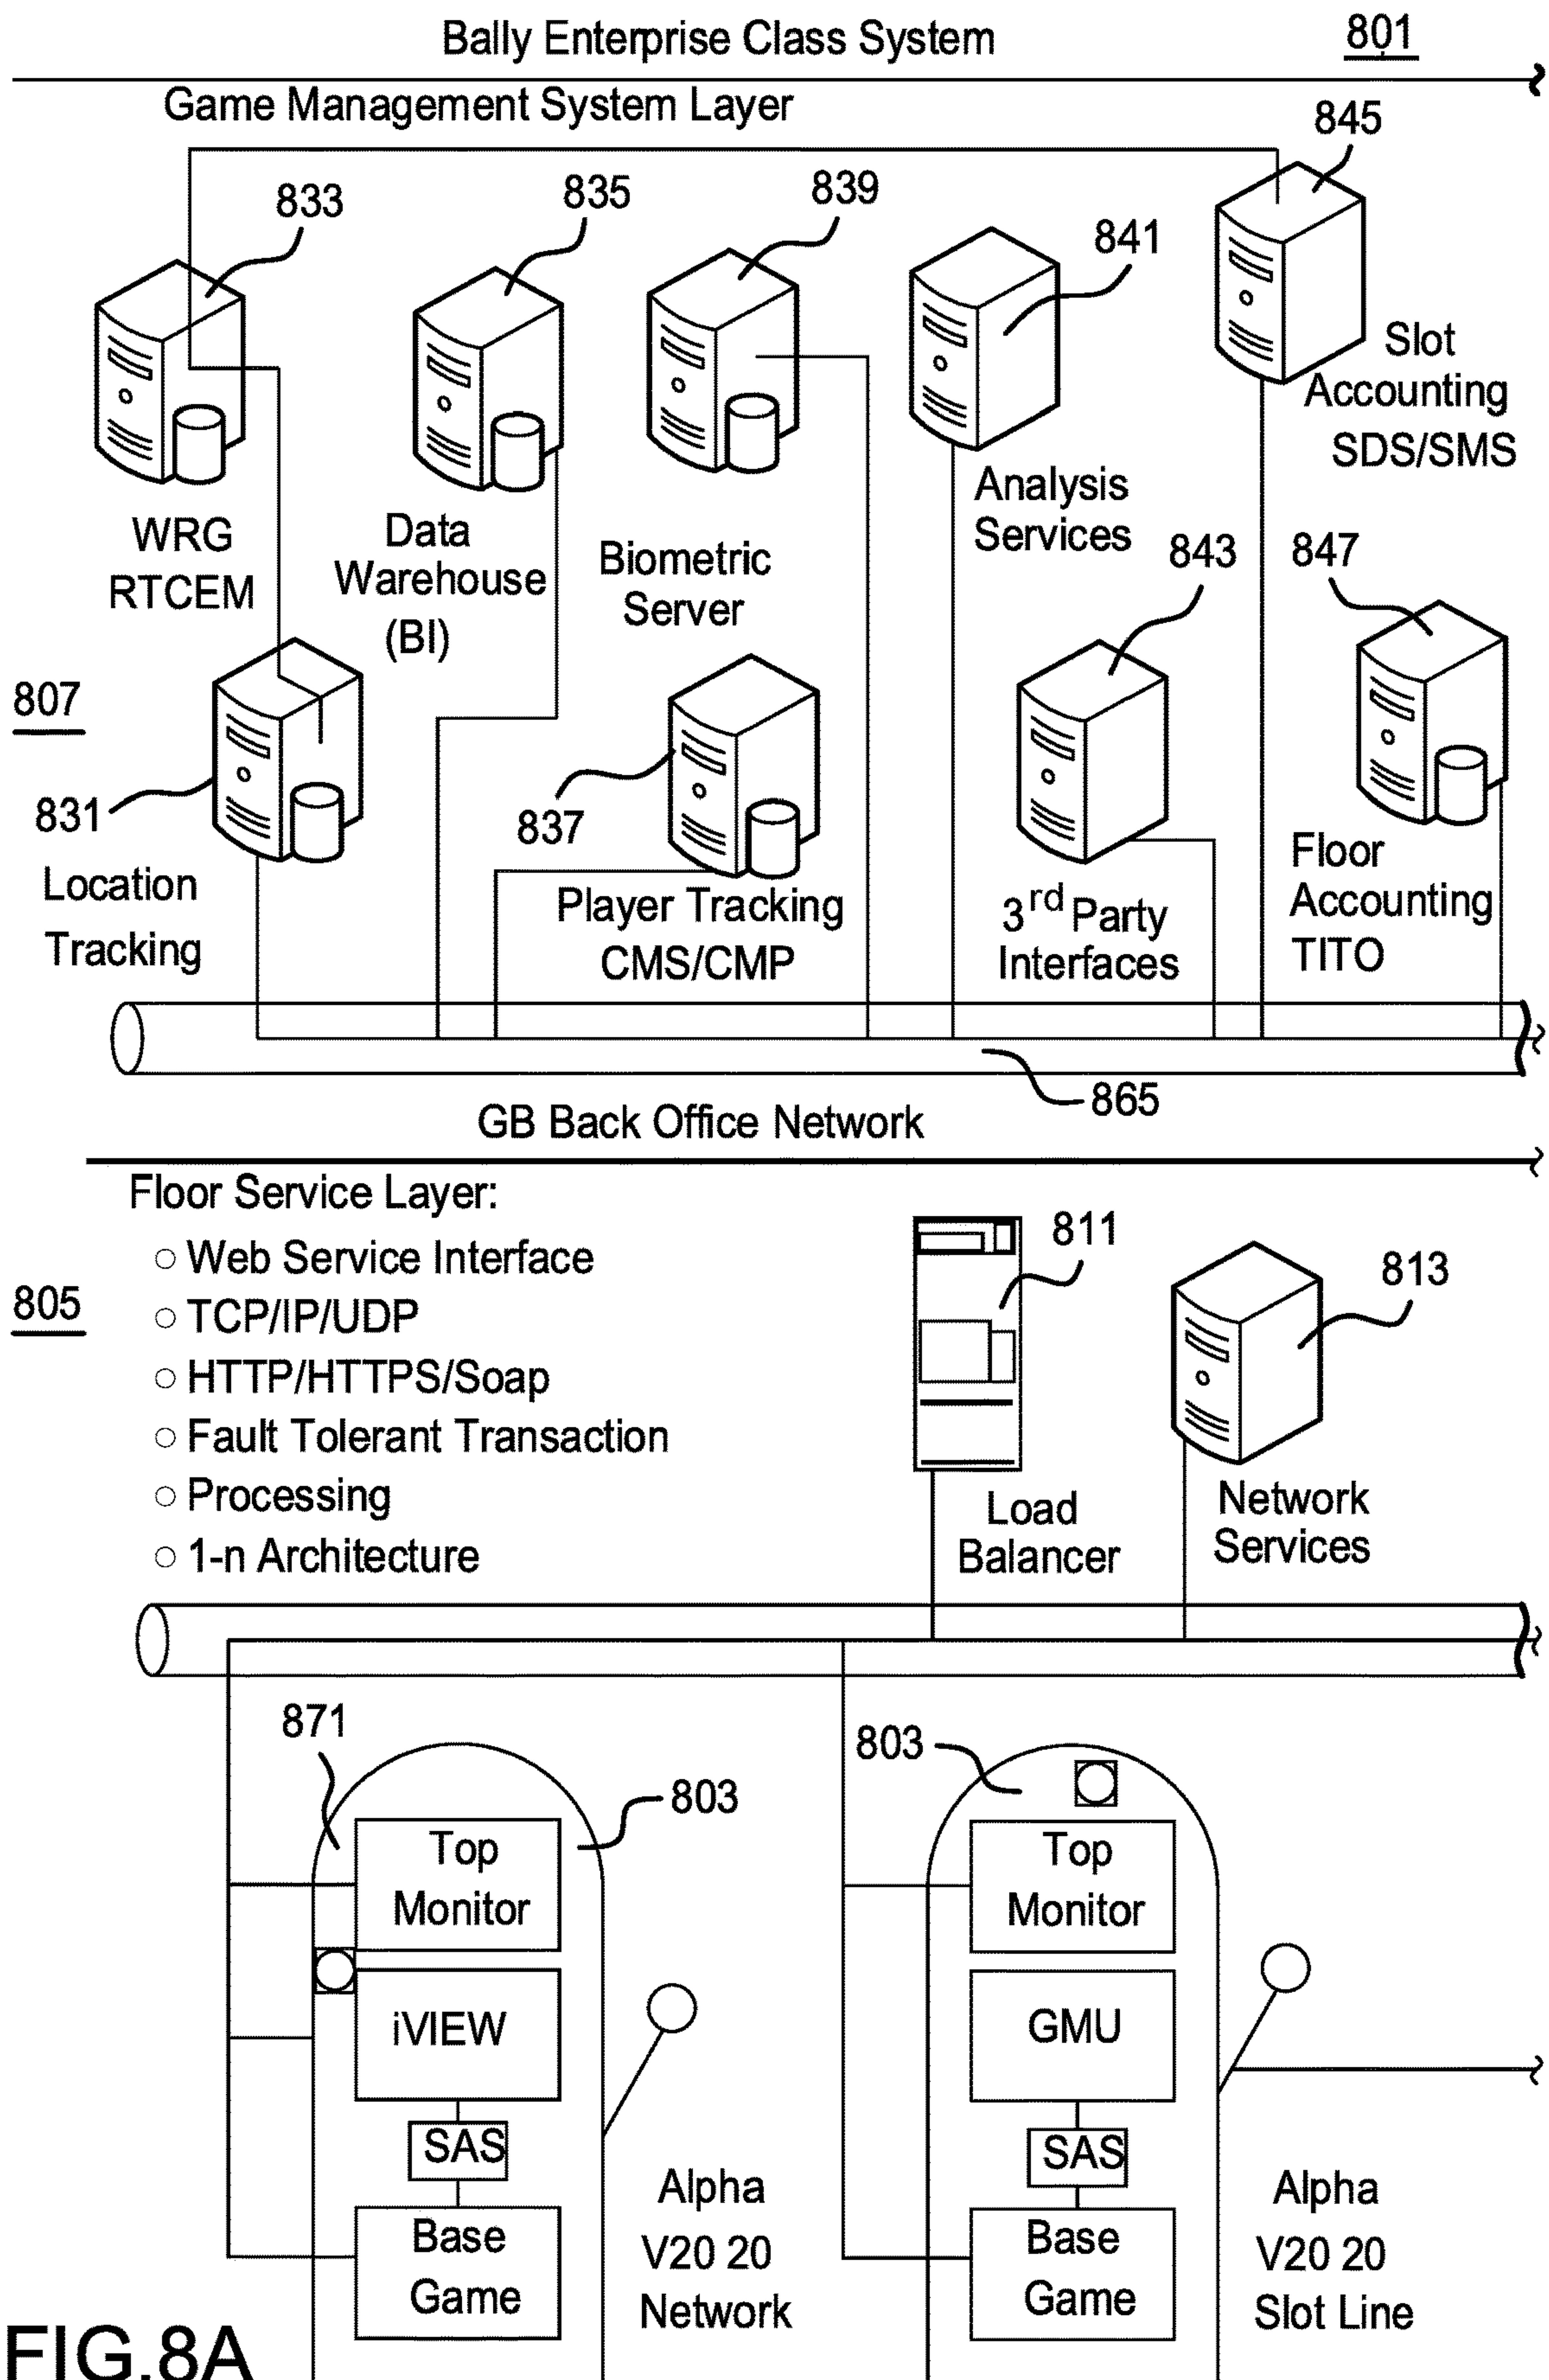 Bally Enterprise Class System
801
Game Management System Layer
845
833
835
839
841
Slot
Accounting
SDS/SMS
Analysis
Services
WRG
RTCEM
Data
Warehouse
(BI)
Biometric
Server
843
847
807
831
837
Location
Tracking
Player Tracking
CMS/CMP
3rd Party
Interfaces
Floor
Accounting
TITO
865
GB Back Office Network
Floor Service Layer:
○ Web Service Interface
○ TCP/IP/UDP
○ HTTP/HTTPS/Soap
○ Fault Tolerant Transaction
○ Processing
○ 1-n Architecture
805
811
813
Load
Balancer
Network
Services
871
803
Top
Monitor
iVIEW
SAS
Base
Game
Alpha
V20 20
Network
803
Top
Monitor
GMU
SAS
Base
Game
Alpha
V20 20
Slot Line
FIG.8A